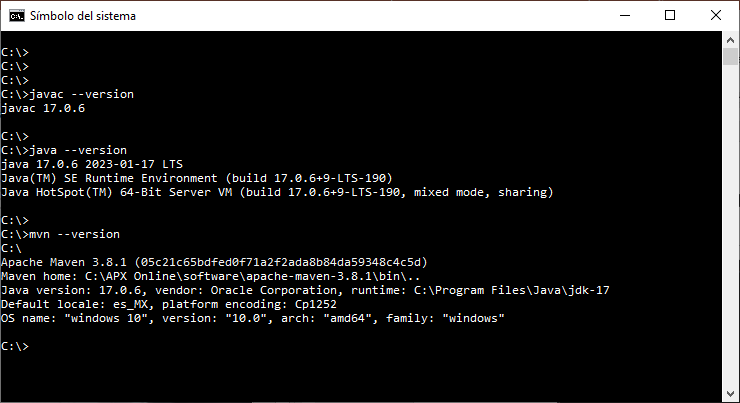 Símbolo del sistema
C:\>
C:\>
C:\>
C:\>javac --version
javac 17.0.6
C:\>
C:\>java --version
java 17.0.6 2023-01-17 LTS
Java(TM) SE Runtime Environment (build 17.0.6+9-LTS-190)
Java HotSpot(TM) 64-Bit Server VM (build 17.0.6+9-LTS-190, mixed mode, sharing)
C:\>
C:\>mvn --version
C:\
Apache Maven 3.8.1 (05c21c65bdfed0f71a2f2ada8b84da59348c4c5d)
Maven home: C:\APX Online\software\apache-maven-3.8.1\bin\..
Java version: 17.0.6, vendor: Oracle Corporation, runtime: C:\Program Files\Java\jdk-17
Default locale: es_MX, platform encoding: Cp1252
OS name: "windows 10", version: "10.0", arch: "amd64", family: "windows"
C:\>